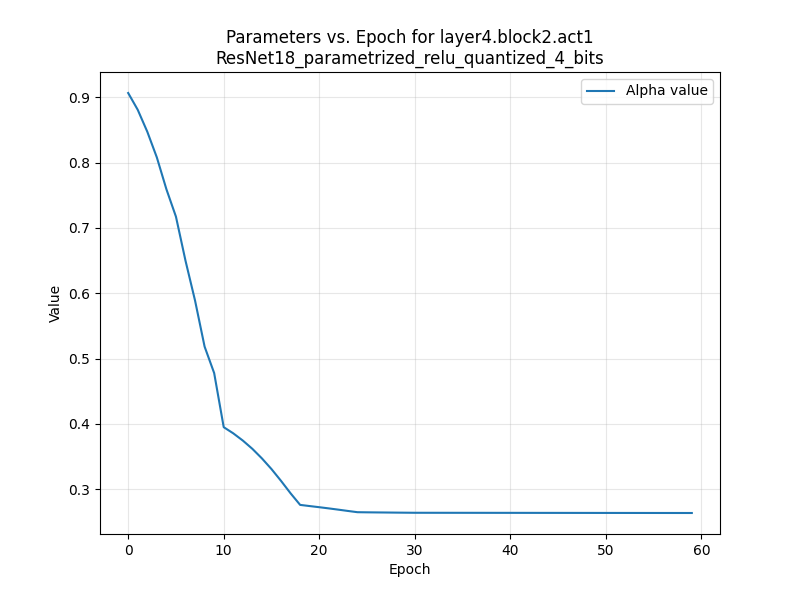 Parameters vs. Epoch for layer4.block2.act1
ResNet18_parametrized_relu_quantized_4_bits
Alpha value
0.9
0.8
0.7
0.6
0.5
0.4
0.3
Value
0 10 20 30 40 50 60
Epoch